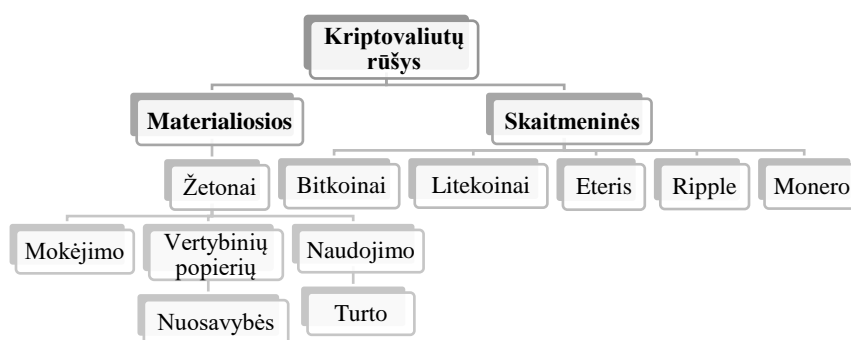 Kriptovaliutų
rūšys
Materialiosios
Skaitmeninės
Žetonai
Bitkoinai
Litekoinai
Eteris
Ripple
Monero
Mokėjimo
Vertybinių
popierių
Naudojimo
Nuosavybės
Turto